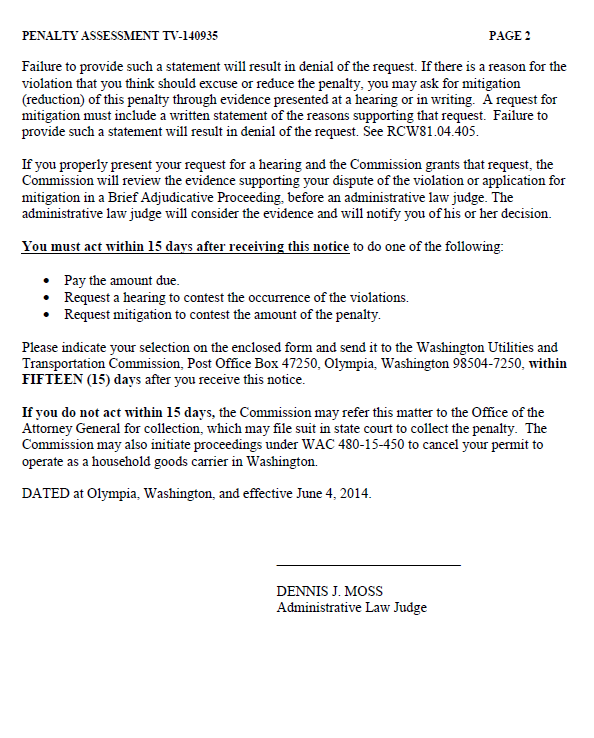 PENALTY ASSESSMENT TV-140935 PAGE 2
Failure to provide such a statement will result in denial of the request. If there is a reason for the
violation that you think should excuse or reduce the penalty, you may ask for mitigation
(reduction) of this penalty through evidence presented at a hearing or in writing. A request for
mitigation must include a written statement of the reasons supporting that request. Failure to
provide such a statement will result in denial of the request. See RCW81.04.405.
If you properly present your request for a hearing and the Commission grants that request, the
Commission will review the evidence supporting your dispute of the violation or application for
mitigation in a Brief Adjudicative Proceeding, before an administrative law judge. The
administrative law judge will consider the evidence and will notify you of his or her decision.
You must act within 15 days after receiving this notice to do one of the following:
• Pay the amount due.
• Request a hearing to contest the occurrence of the violations.
• Request mitigation to contest the amount of the penalty.
Please indicate your selection on the enclosed form and send it to the Washington Utilities and
Transportation Commission, Post Office Box 47250, Olympia, Washington 98504-7250, within
FIFTEEN (15) days after you receive this notice.
If you do not act within 15 days, the Commission may refer this matter to the Office of the
Attorney General for collection, which may file suit in state court to collect the penalty. The
Commission may also initiate proceedings under WAC 480-15-450 to cancel your permit to
operate as a household goods carrier in Washington.
DATED at Olympia, Washington, and effective June 4, 2014.
DENNIS J. MOSS
Administrative Law Judge